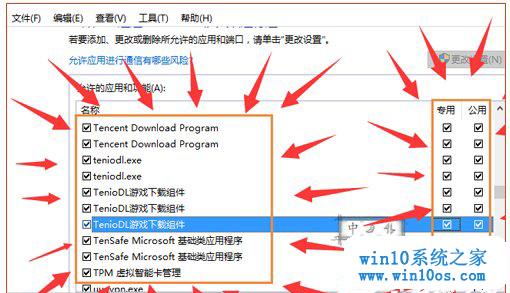 文件(F) 编辑(E) 查看(V) 工具(T) 帮助(H)
若要添加、更改或删除所允许的应用和端口，请单击"更改设置"。
允许应用进行通信有哪些风险?
更改设置(N)
允许的应用和功能(A):
名称 专用 公用
Tencent Download Program
Tencent Download Program
teniodl.exe
teniodl.exe
TenioDL游戏下载组件
TenioDL游戏下载组件
TenioDL游戏下载组件
TenSafe Microsoft 基础类应用程序
TenSafe Microsoft 基础类应用程序
TPM 虚拟智能卡管理
win10系统之家
www.win10os.com